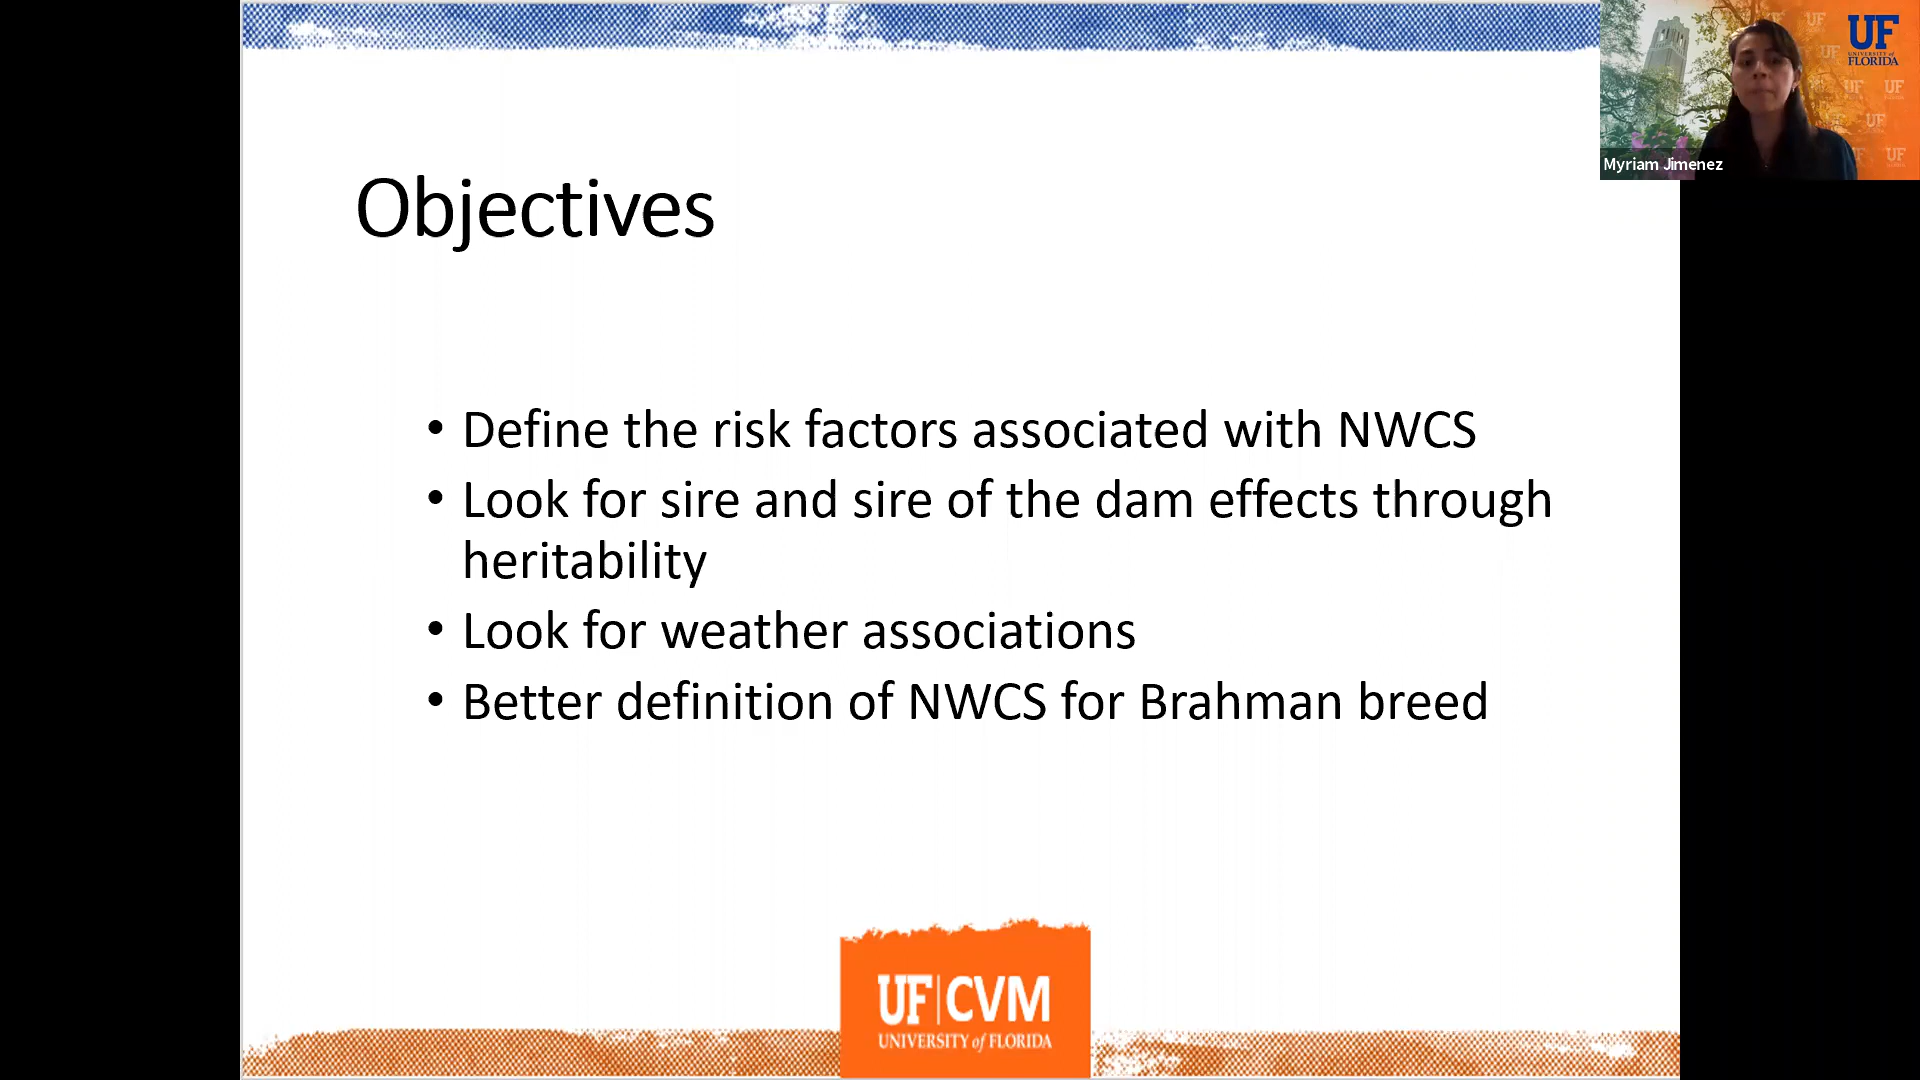 UF
UNIVERSITY of
FLORIDA
Myriam Jimenez
Objectives
• Define the risk factors associated with NWCS
• Look for sire and sire of the dam effects through
heritability
• Look for weather associations
• Better definition of NWCS for Brahman breed
UF CVM
UNIVERSITY of FLORIDA